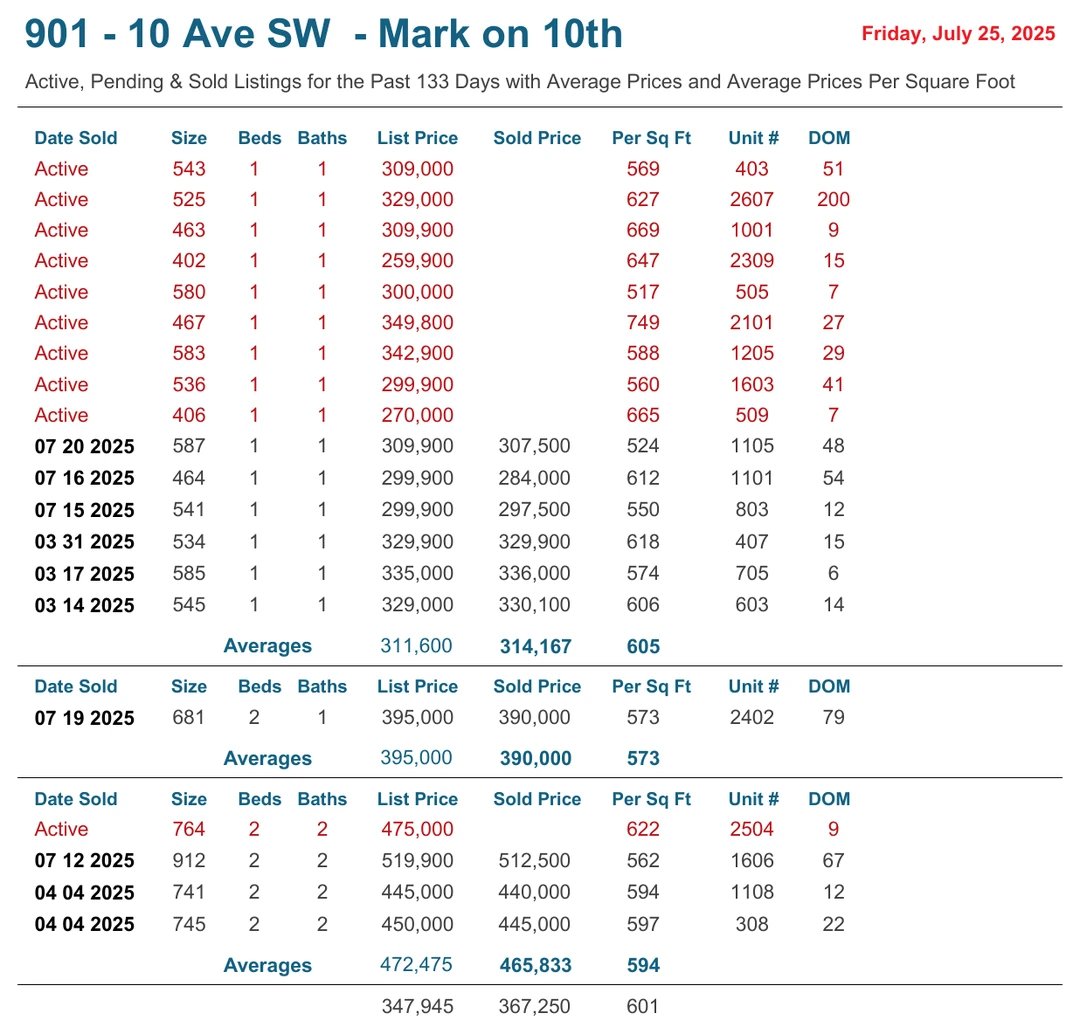 901 - 10 Ave SW - Mark on 10th Friday, July 25, 2025
Active, Pending & Sold Listings for the Past 133 Days with Average Prices and Average Prices Per Square Foot
Date Sold Size Beds Baths List Price Sold Price Per Sq Ft Unit # DOM
Active 543 1 1 309,000 569 403 51
Active 525 1 1 329,000 627 2607 200
Active 463 1 1 309,900 669 1001 9
Active 402 1 1 259,900 647 2309 15
Active 580 1 1 300,000 517 505 7
Active 467 1 1 349,800 749 2101 27
Active 583 1 1 342,900 588 1205 29
Active 536 1 1 299,900 560 1603 41
Active 406 1 1 270,000 665 509 7
07 20 2025 587 1 1 309,900 307,500 524 1105 48
07 16 2025 464 1 1 299,900 284,000 612 1101 54
07 15 2025 541 1 1 299,900 297,500 550 803 12
03 31 2025 534 1 1 329,900 329,900 618 407 15
03 17 2025 585 1 1 335,000 336,000 574 705 6
03 14 2025 545 1 1 329,000 330,100 606 603 14
Averages 311,600 314,167 605
Date Sold Size Beds Baths List Price Sold Price Per Sq Ft Unit # DOM
07 19 2025 681 2 1 395,000 390,000 573 2402 79
Averages 395,000 390,000 573
Date Sold Size Beds Baths List Price Sold Price Per Sq Ft Unit # DOM
Active 764 2 2 475,000 622 2504 9
07 12 2025 912 2 2 519,900 512,500 562 1606 67
04 04 2025 741 2 2 445,000 440,000 594 1108 12
04 04 2025 745 2 2 450,000 445,000 597 308 22
Averages 472,475 465,833 594
347,945 367,250 601